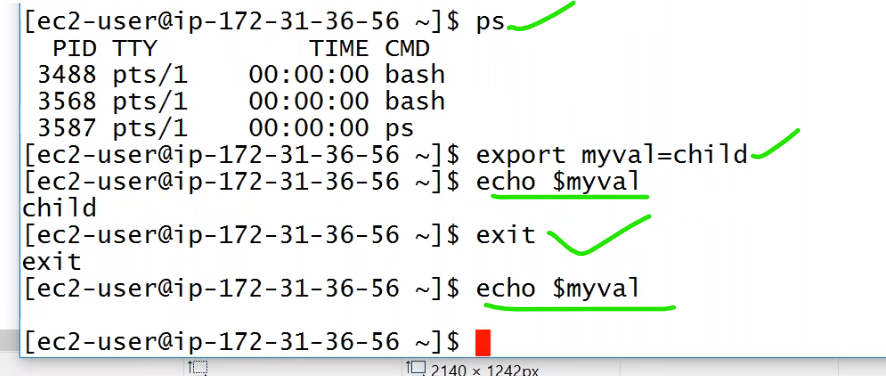 [ec2-user@ip-172-31-36-56 ~]$ ps
  PID TTY          TIME CMD
 3488 pts/1    00:00:00 bash
 3568 pts/1    00:00:00 bash
 3587 pts/1    00:00:00 ps
[ec2-user@ip-172-31-36-56 ~]$ export myval=child
[ec2-user@ip-172-31-36-56 ~]$ echo $myval
child
[ec2-user@ip-172-31-36-56 ~]$ exit
exit
[ec2-user@ip-172-31-36-56 ~]$ echo $myval

[ec2-user@ip-172-31-36-56 ~]$
2140 × 1242px